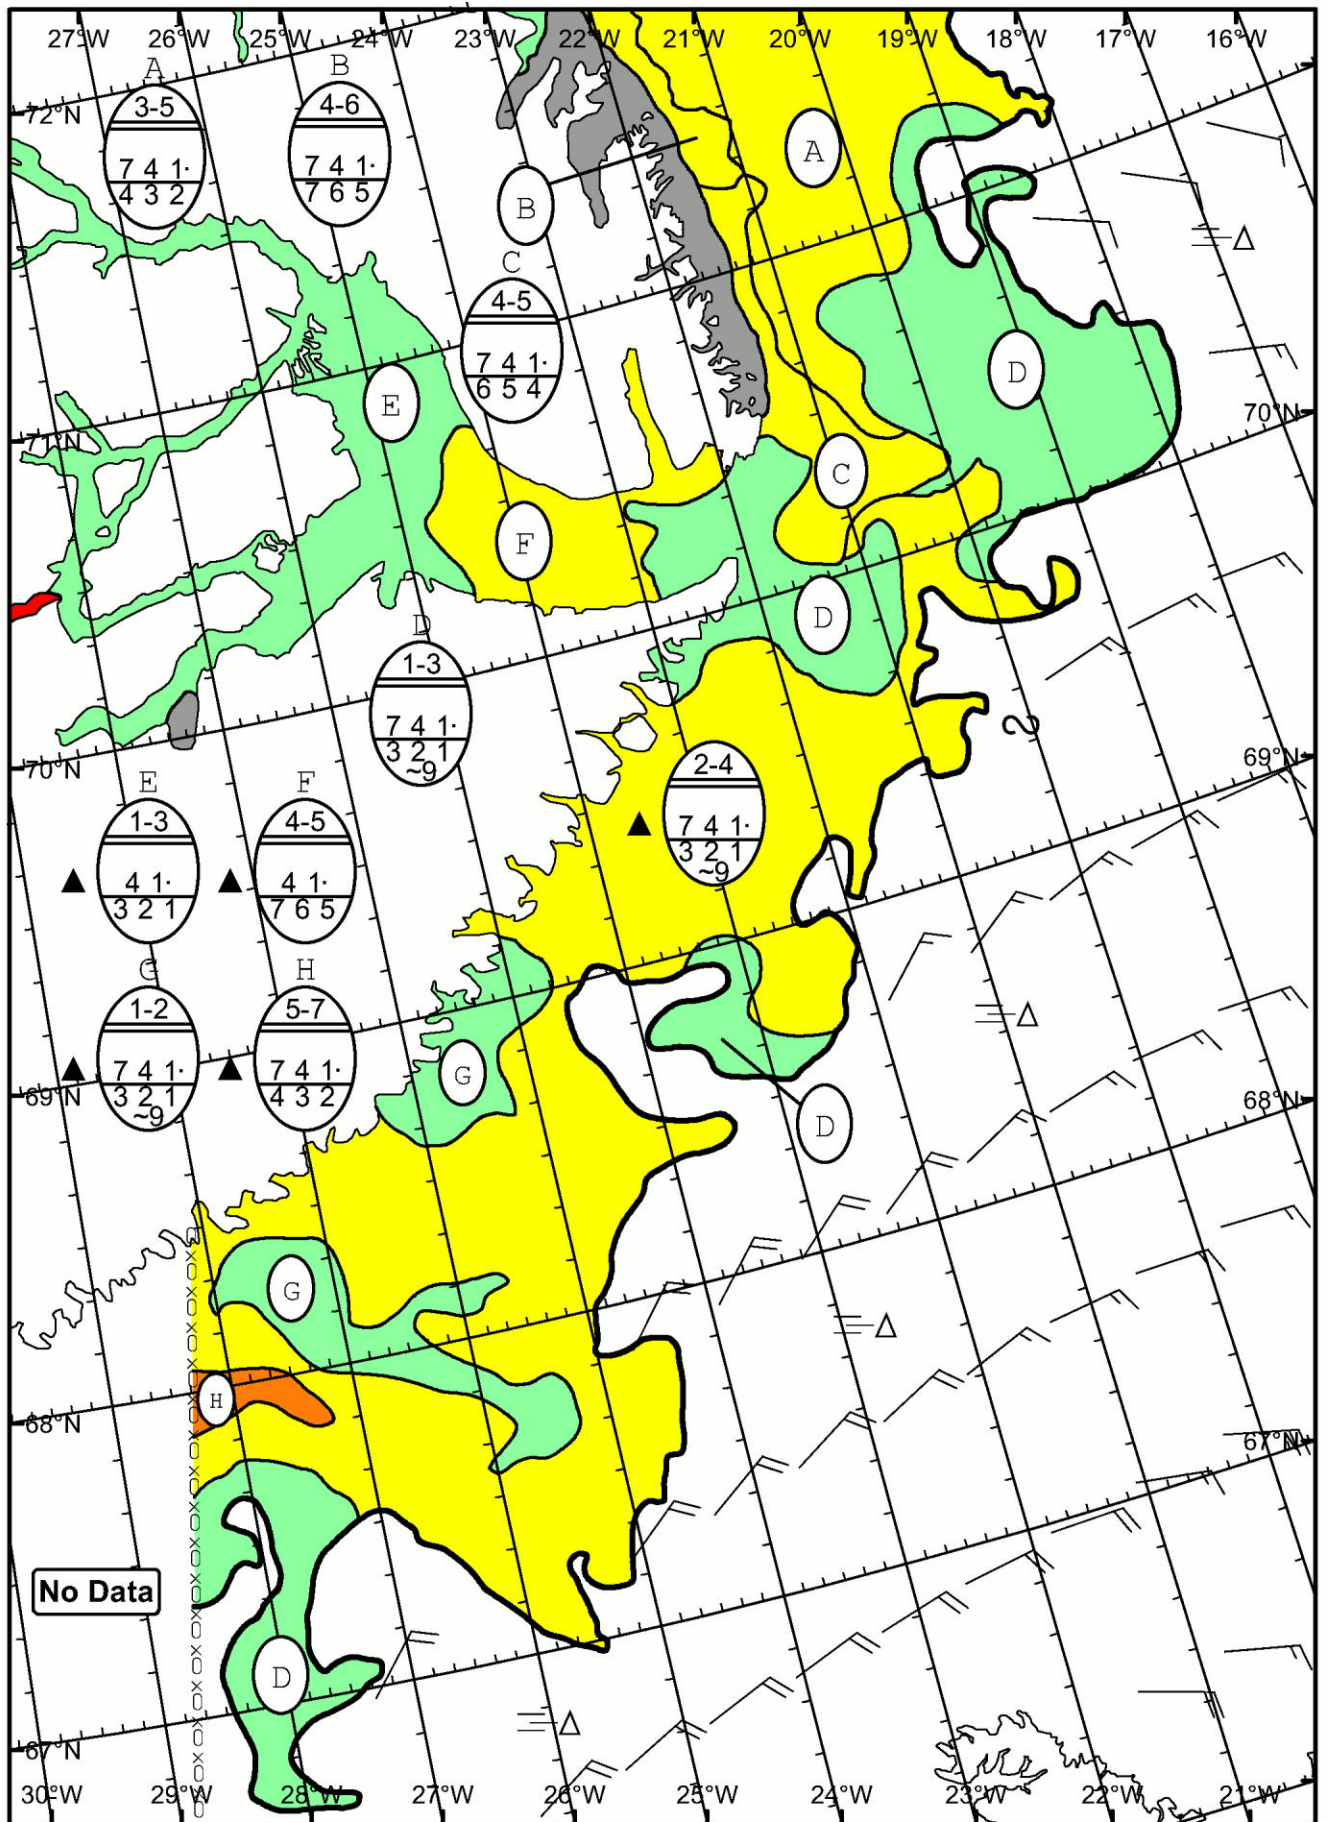 27°W 26°W 25°W 24°W 23°W 22°W 21°W 20°W 19°W 18°W 17°W 16°W
A
3-5
7 4 1·
4 3 2
B
4-6
7 4 1·
7 6 5
72°N
A
B
C
4-5
7 4 1·
6 5 4
D
E
70°N
71°N
C
F
D
D
1-3
7 4 1·
3 2 1
~9
2
69°N
70°N
2-4
7 4 1·
3 2 1
~9
E
1-3
4 1·
3 2 1
F
4-5
4 1·
7 6 5
G
1-2
7 4 1·
3 2 1
~9
H
5-7
7 4 1·
4 3 2
G
69°N
68°N
D
G
H
68°N
67°N
No Data
D
67°N
30°W 29°W 28°W 27°W 26°W 25°W 24°W 23°W 22°W 21°W